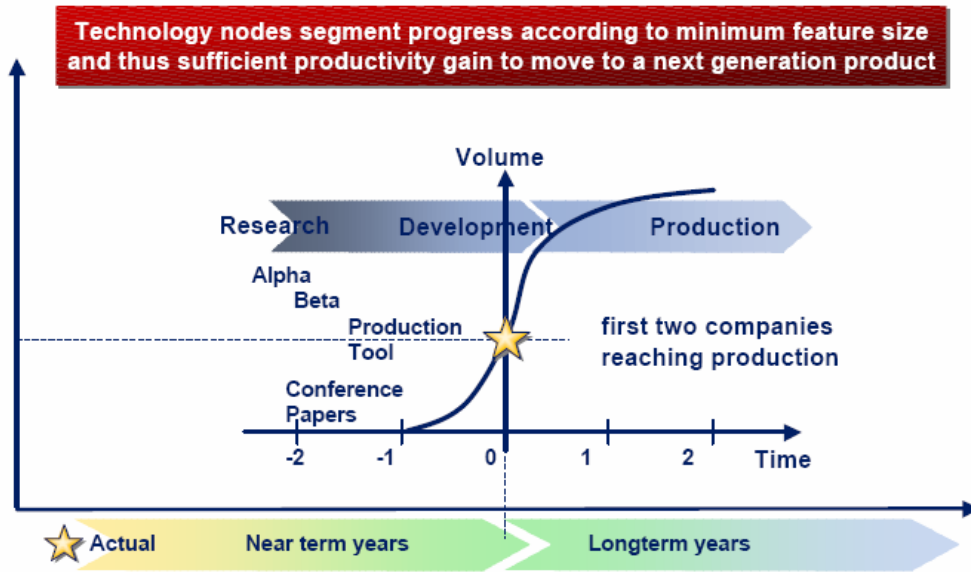 Technology nodes segment progress according to minimum feature size
and thus sufficient productivity gain to move to a next generation product
Volume
Research
Development
Production
Alpha
Beta
Production
Tool
first two companies
reaching production
Conference
Papers
-2
-1
0
1
2
Time
Actual
Near term years
Longterm years